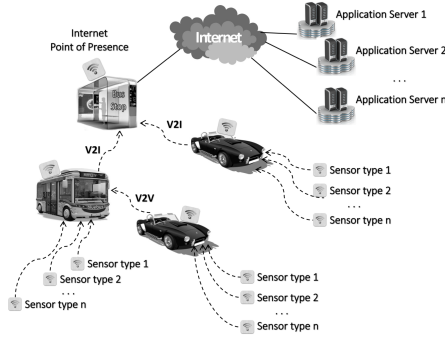 Internet
Point of Presence
Internet
Application Server 1
Application Server 2
...
Application Server n
Bus
Stop
V2I
V2I
V2V
Sensor type 1
Sensor type 2
...
Sensor type n
Sensor type 1
Sensor type 2
...
Sensor type n
Sensor type 1
Sensor type 2
...
Sensor type n